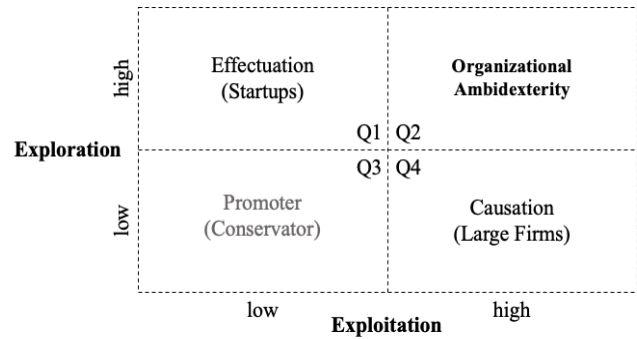 Effectuation
(Startups)
Organizational
Ambidexterity
high
Q1 Q2
Exploration
Q3 Q4
Promoter
(Conservator)
Causation
(Large Firms)
low
low
high
Exploitation